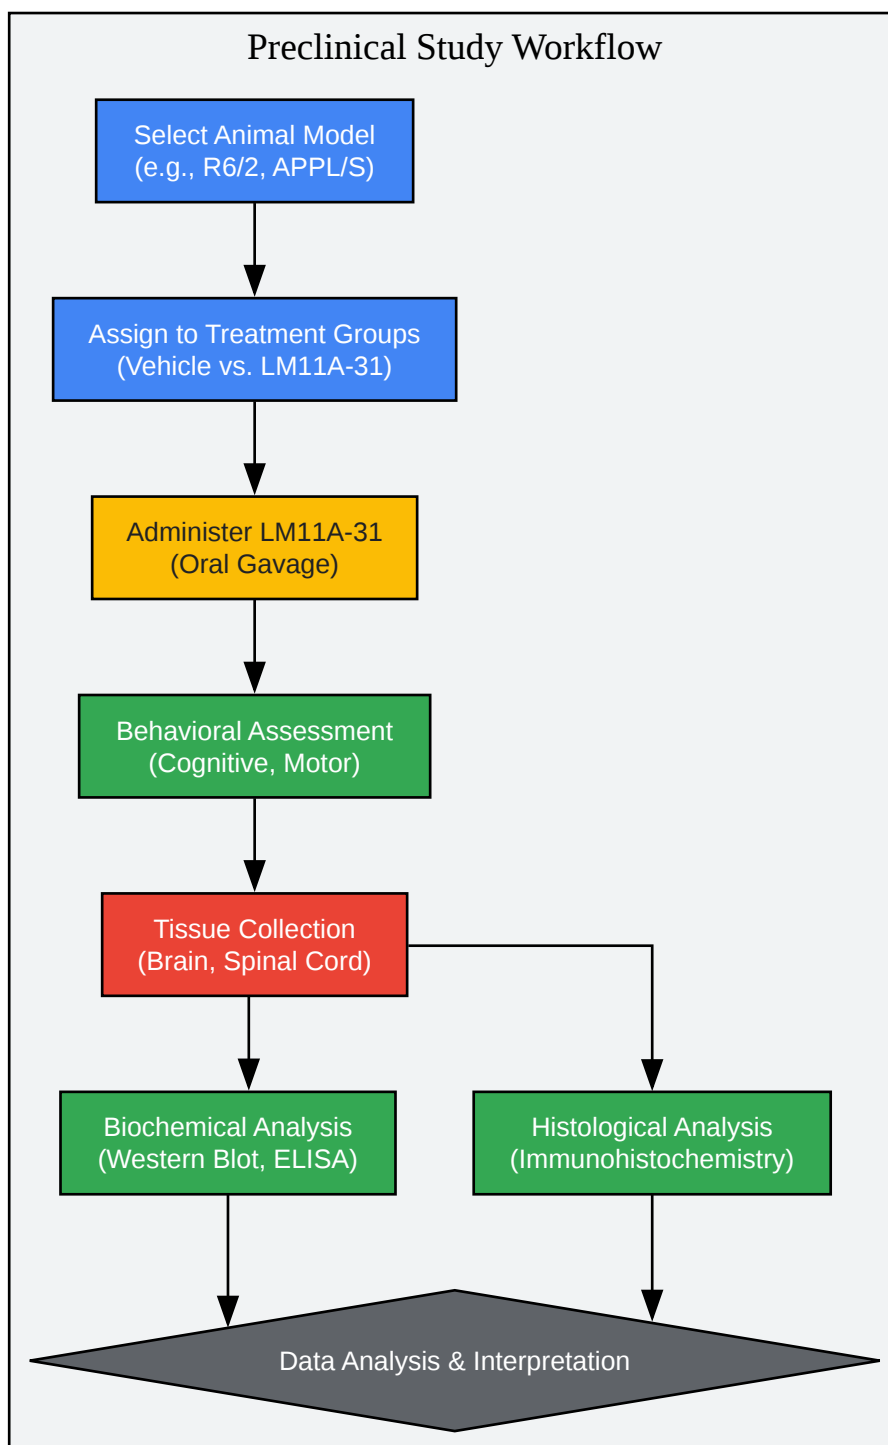 Preclinical Study Workflow
Select Animal Model
(e.g., R6/2, APPL/S)
Assign to Treatment Groups
(Vehicle vs. LM11A-31)
Administer LM11A-31
(Oral Gavage)
Behavioral Assessment
(Cognitive, Motor)
Tissue Collection
(Brain, Spinal Cord)
Biochemical Analysis
(Western Blot, ELISA)
Histological Analysis
(Immunohistochemistry)
Data Analysis & Interpretation